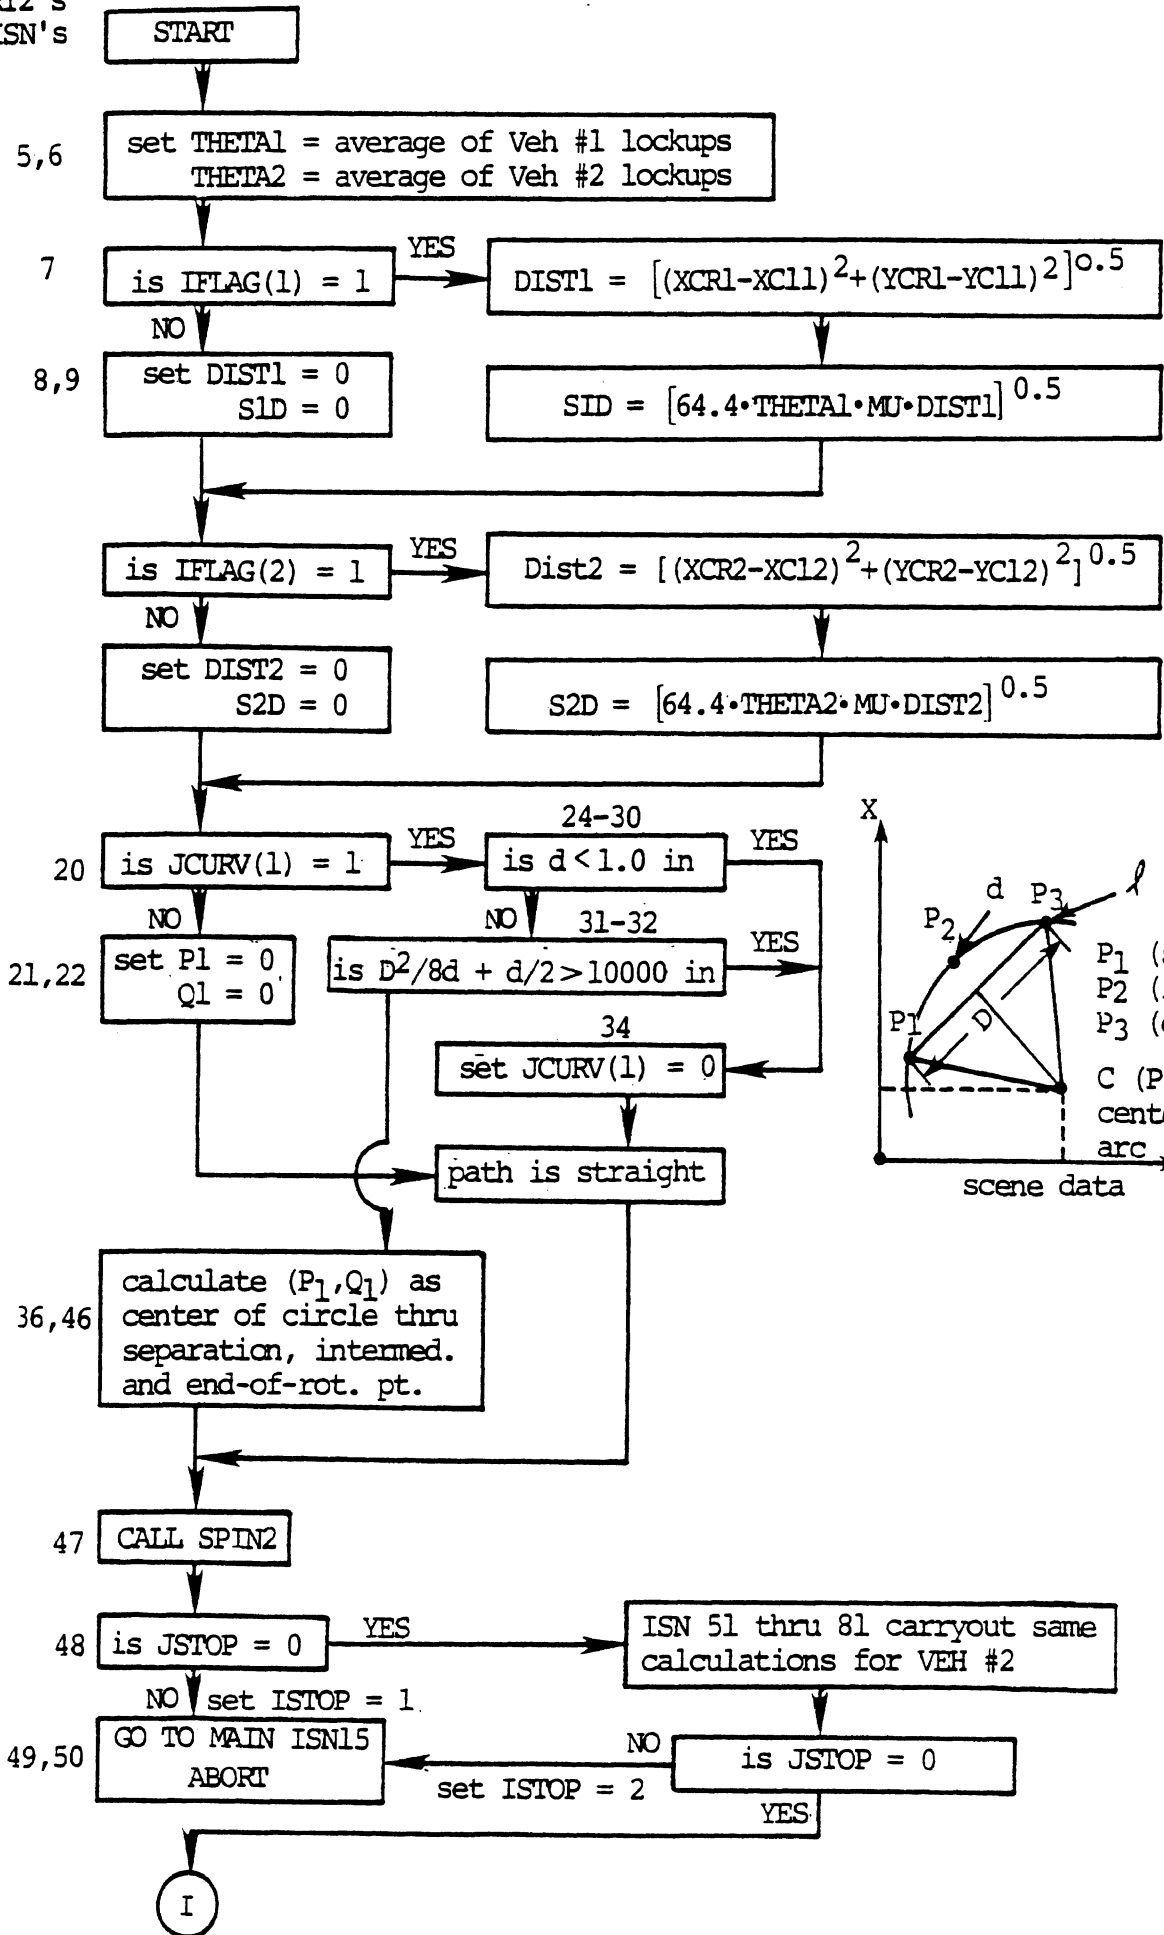 ISN's
START
5,6
set THETA1 = average of Veh #1 lockups
THETA2 = average of Veh #2 lockups
7
is IFLAG(1) = 1
YES
DIST1 = [(XCR1-XC11)^2+(YCR1-YC11)^2]^0.5
NO
8,9
set DIST1 = 0
S1D = 0
SID = [64.4•THETA1•MU•DIST1]^0.5
is IFLAG(2) = 1
YES
Dist2 = [(XCR2-XC12)^2+(YCR2-YC12)^2]^0.5
NO
set DIST2 = 0
S2D = 0
S2D = [64.4•THETA2•MU•DIST2]^0.5
20
is JCURV(1) = 1
YES
24-30
is d<1.0 in
YES
NO
NO
31-32
21,22
set P1 = 0
Q1 = 0
is D^2/8d + d/2>10000 in
YES
34
set JCURV(1) = 0
path is straight
X
P2
d
P3
ℓ
P1
D
P1
P2
P3
C (P
arc
scene data
36,46
calculate (P1,Q1) as
center of circle thru
separation, intermed.
and end-of-rot. pt.
47
CALL SPIN2
48
is JSTOP = 0
YES
ISN 51 thru 81 carryout same
calculations for VEH #2
NO
set ISTOP = 1
49,50
GO TO MAIN ISN15
ABORT
NO
set ISTOP = 2
is JSTOP = 0
YES
I